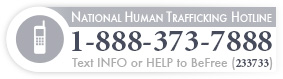 National Human Trafficking Hotline
1-888-373-7888
Text INFO or HELP to BeFree (233733)